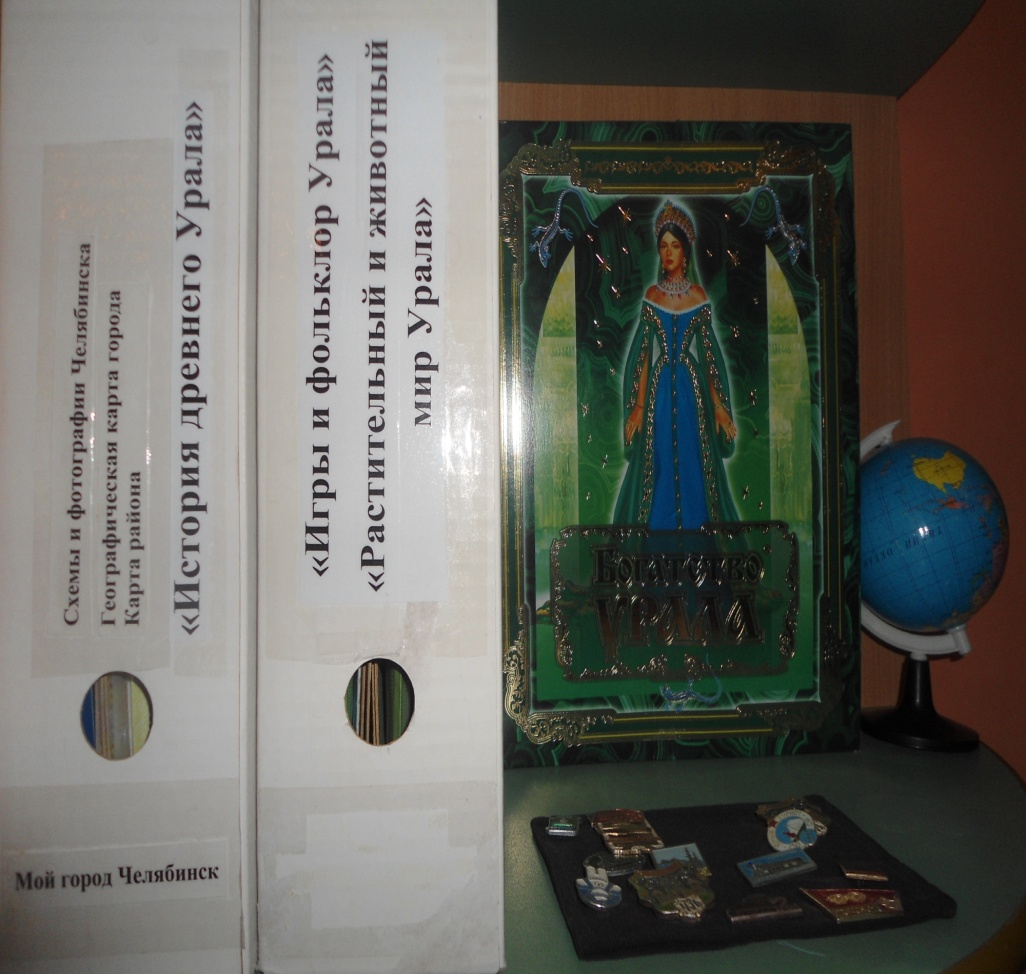 Схемы и фотографии Челябинска
Географическая карта города
Карта района
«История древнего Урала»
Мой город Челябинск
«Игры и фольклор Урала»
«Растительный и животный
мир Урала»
Богатство
УРАЛА